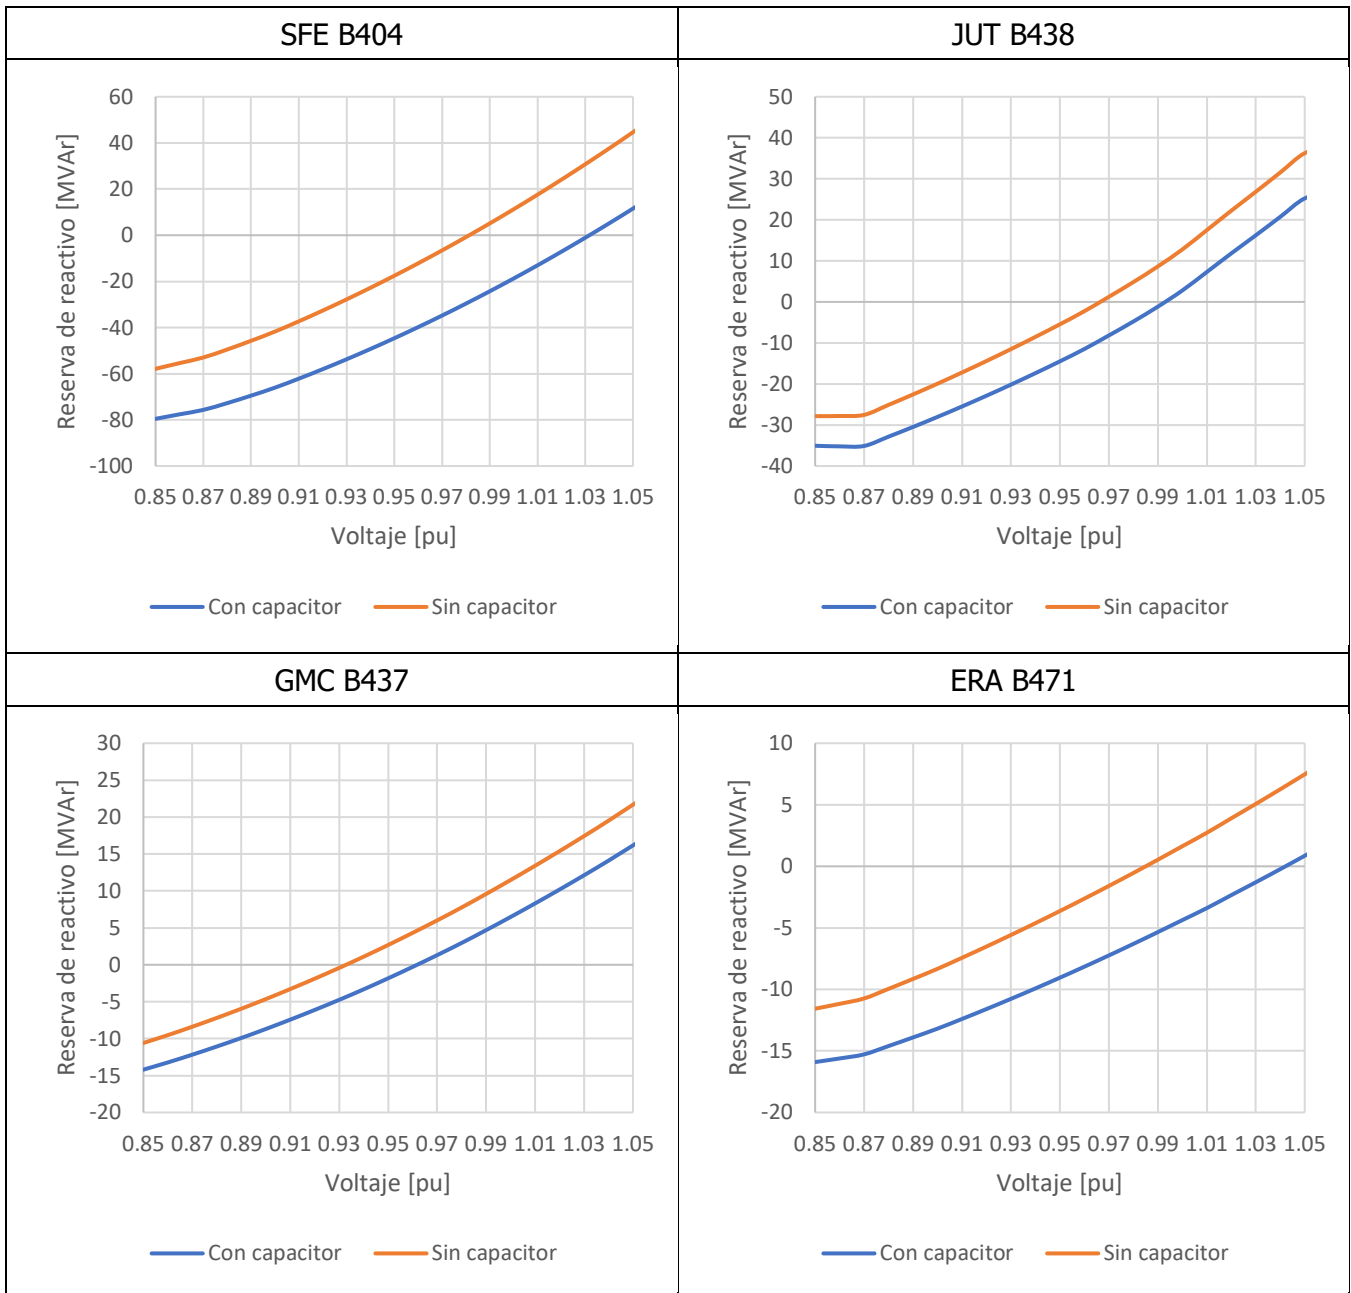 SFE B404
JUT B438
60
40
20
0
-20
-40
-60
-80
-100
Reserva de reactivo [MVAr]
0.85 0.87 0.89 0.91 0.93 0.95 0.97 0.99 1.01 1.03 1.05
Voltaje [pu]
Con capacitor Sin capacitor
50
40
30
20
10
0
-10
-20
-30
-40
Reserva de reactivo [MVAr]
0.85 0.87 0.89 0.91 0.93 0.95 0.97 0.99 1.01 1.03 1.05
Voltaje [pu]
Con capacitor Sin capacitor
GMC B437
ERA B471
30
25
20
15
10
5
0
-5
-10
-15
-20
Reserva de reactivo [MVAr]
0.85 0.87 0.89 0.91 0.93 0.95 0.97 0.99 1.01 1.03 1.05
Voltaje [pu]
Con capacitor Sin capacitor
10
5
0
-5
-10
-15
-20
Reserva de reactivo [MVAr]
0.85 0.87 0.89 0.91 0.93 0.95 0.97 0.99 1.01 1.03 1.05
Voltaje [pu]
Con capacitor Sin capacitor